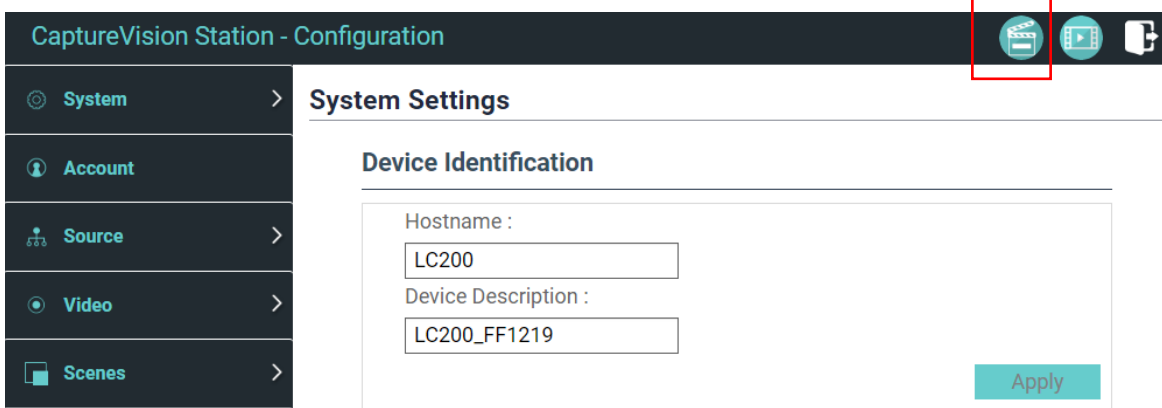 CaptureVision Station - Configuration
System
Account
Source
Video
Scenes
System Settings
Device Identification
Hostname :
LC200
Device Description :
LC200_FF1219
Apply